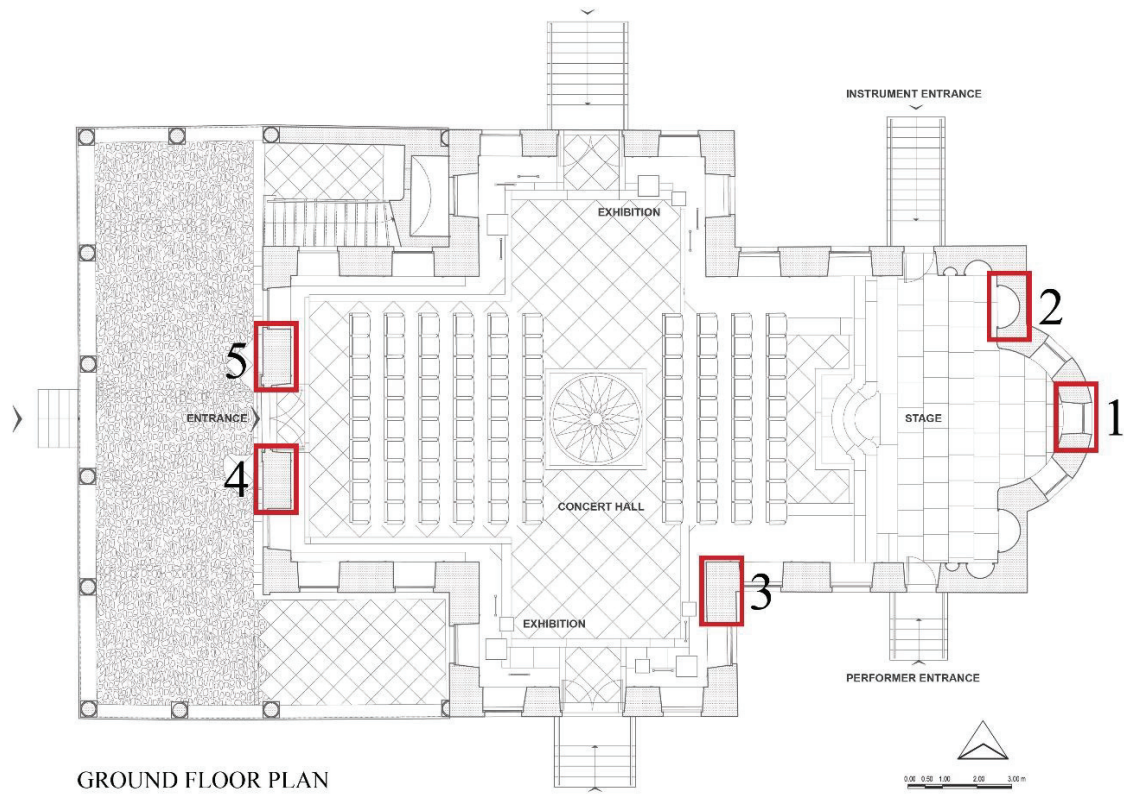 INSTRUMENT ENTRANCE
EXHIBITION
2
5
ENTRANCE
STAGE
1
4
CONCERT HALL
3
EXHIBITION
PERFORMER ENTRANCE
GROUND FLOOR PLAN
0.00 0.50 1.00 2.00 3.00 m